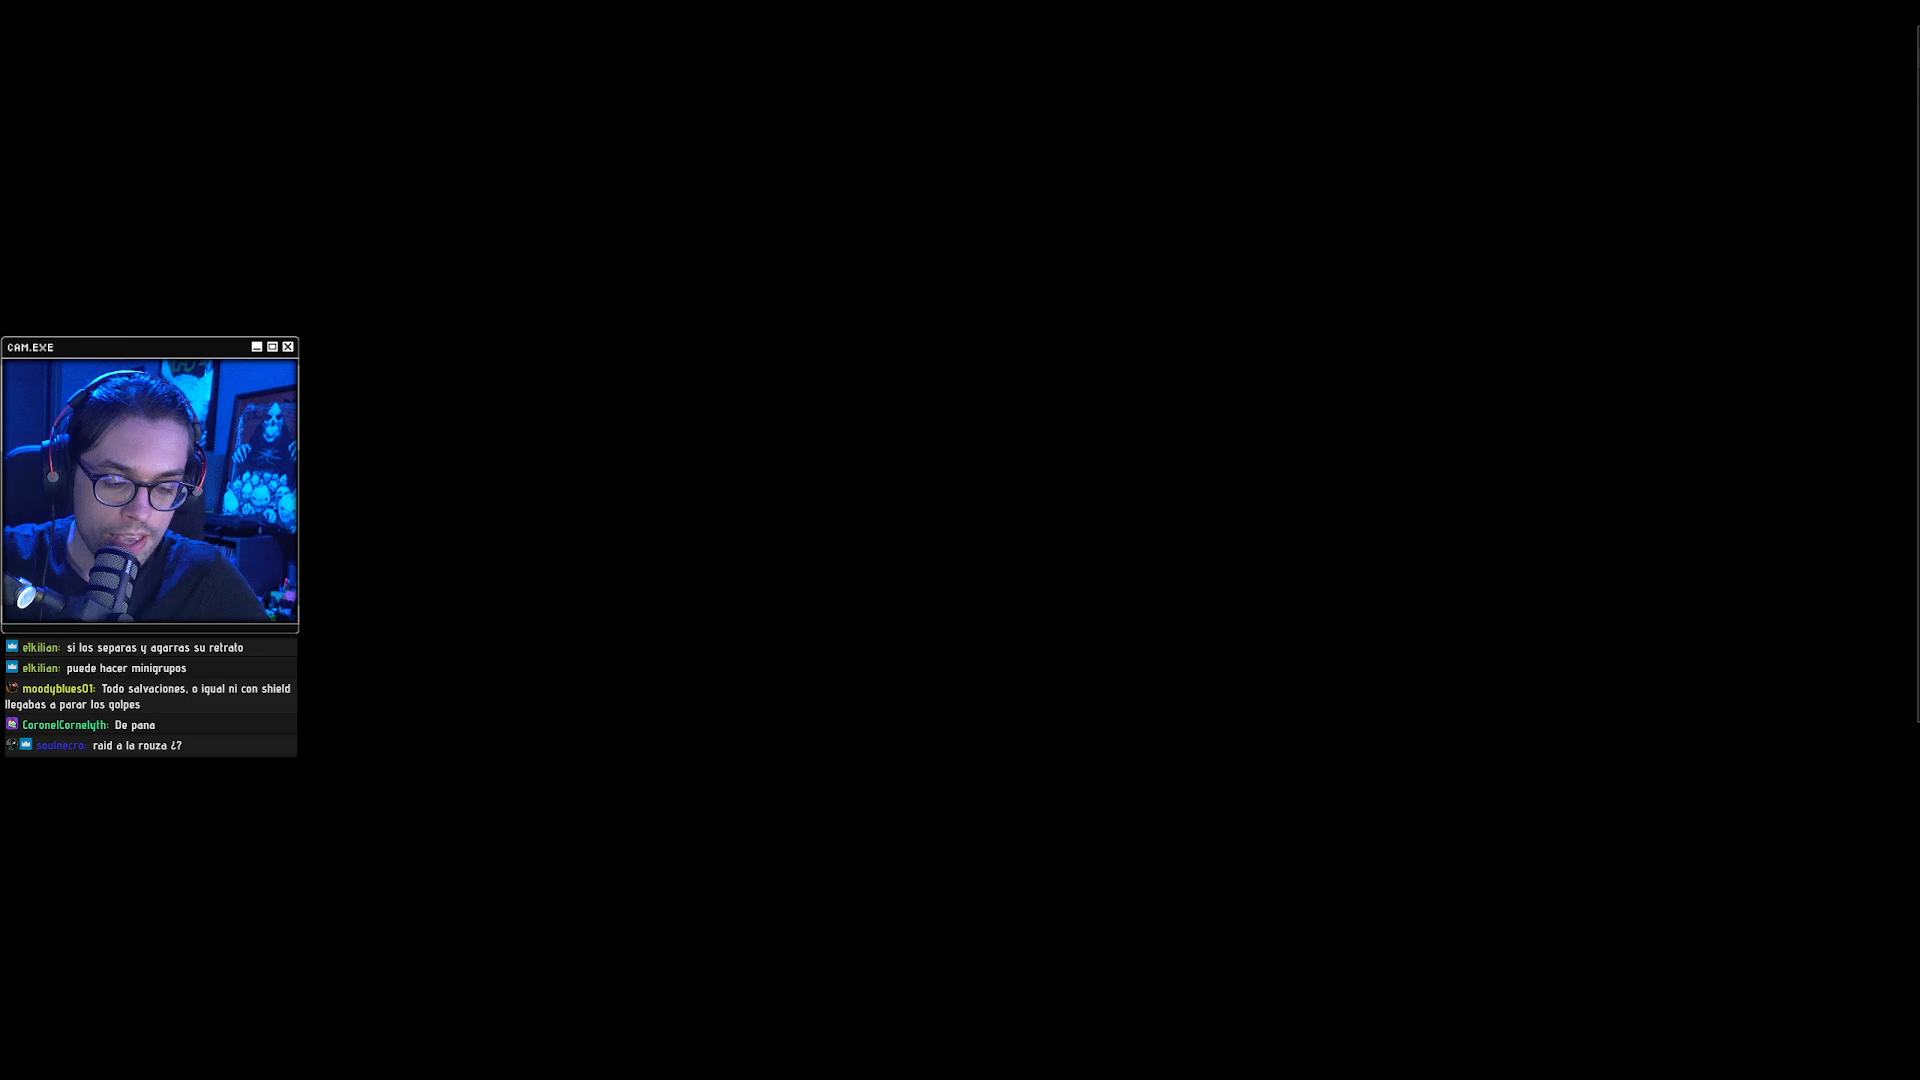 CAM.EXE
elkilian: si los separas y agarras su retrato
elkilian: puede hacer minigrupos
moodyblues01: Todo salvaciones, o igual ni con shield
llegabas a parar los golpes
CoronelCornelyth: De pana
soulnecro: raid a la rouza ¿?